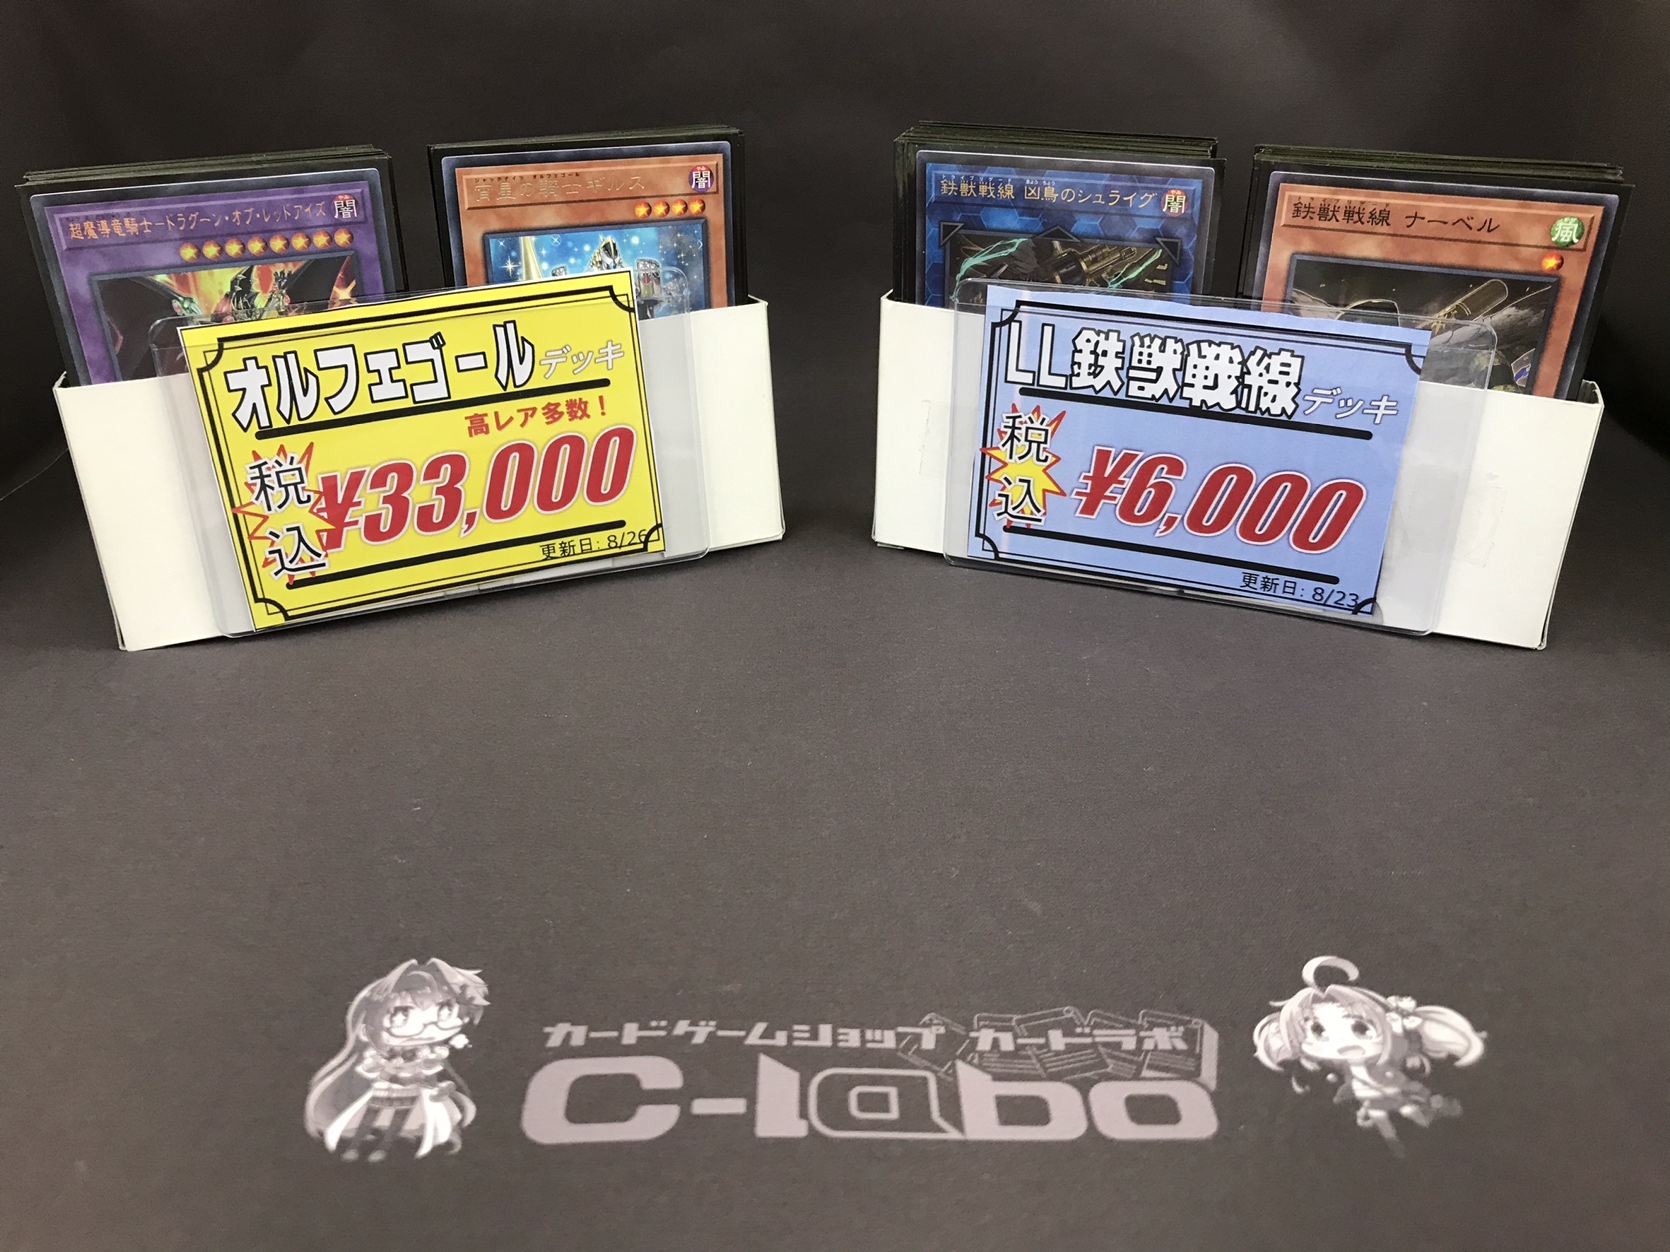 超魔導竜騎士－ドラグーン・オブ・レッドアイズ
闇
宵星の騎士ギルス
闇
オルフェゴールデッキ
高レア多数！
税込
¥33,000
更新日: 8/26
鉄獣戦線 凶鳥のシュライグ
闇
鉄獣戦線 ナーベル
風
LL鉄獣戦線デッキ
税込
¥6,000
更新日: 8/23
カードゲームショップ カードラボ
C-labo